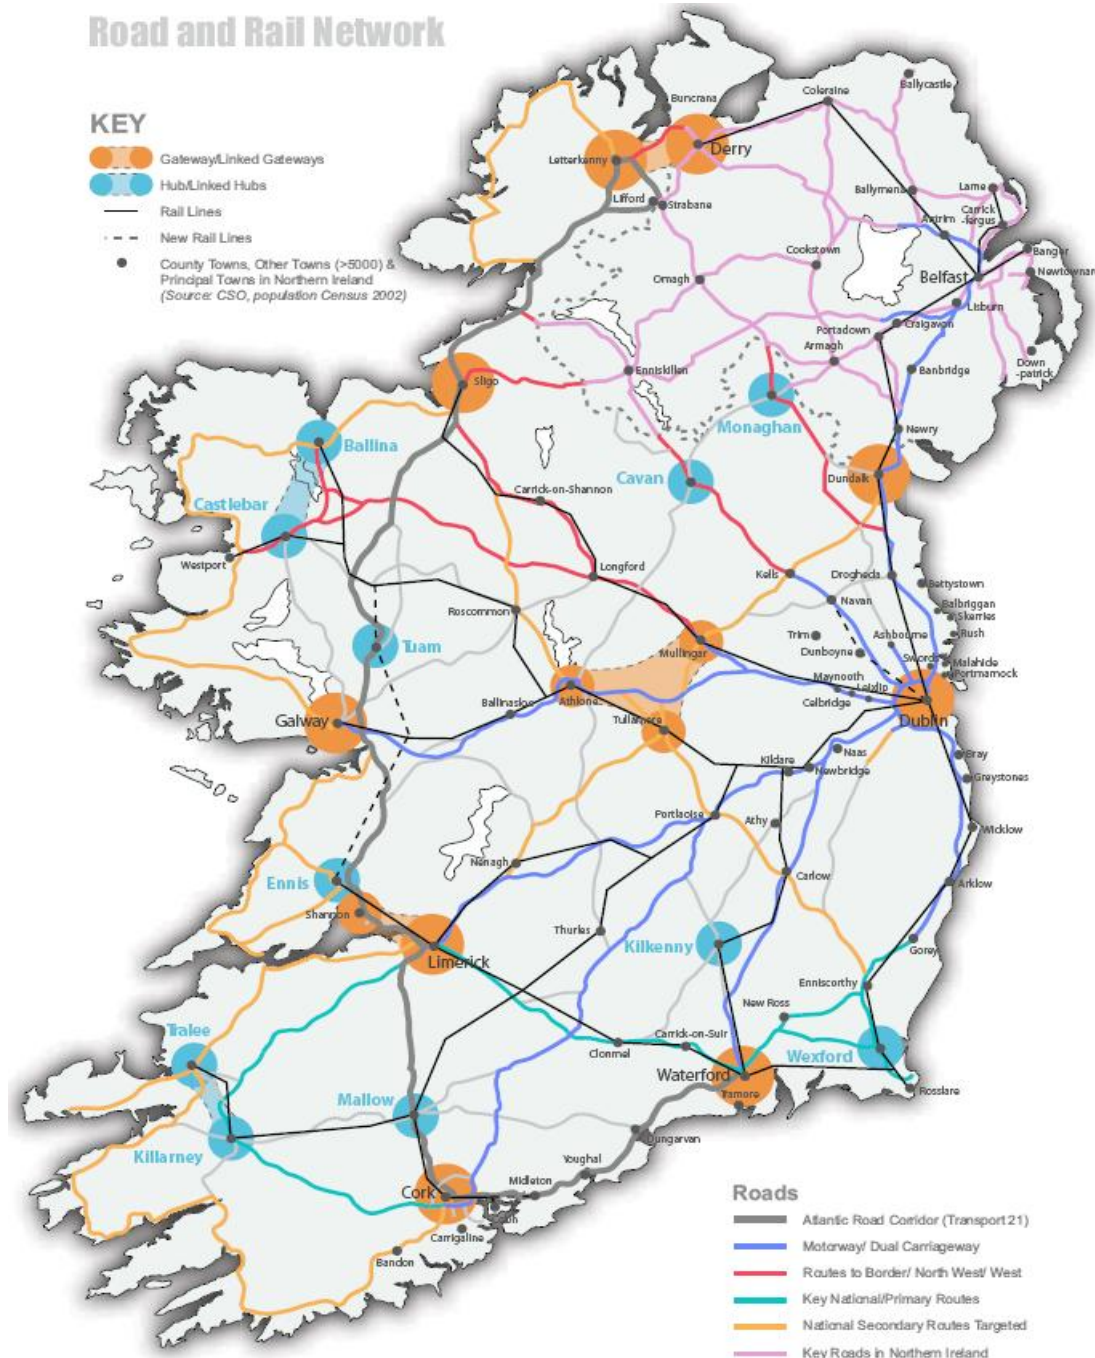 Road and Rail Network
KEY
Gateway/Linked Gateways
Hub/Linked Hubs
Rail Lines
New Rail Lines
County Towns, Other Towns (>5000) &
Principal Towns in Northern Ireland
(Source: CSO, population Census 2002)
Ballycastle
Buncrana
Coleraine
Letterkenny
Derry
Lifford
Strabane
Ballymena
Larne
Antrim
Carrick
-fergus
Cookstown
Bangor
Omagh
Belfast
Newtownar
Lisburn
Portadown
Craigavon
Armagh
Down
-patrick
Enniskillen
Banbridge
Sligo
Monaghan
Newry
Ballina
Cavan
Dundalk
Castlebar
Carrick-on-Shannon
Westport
Longford
Kells
Drogheda
Bettystown
Navan
Balbriggan
Skerries
Roscommon
Trim
Ashbourne
Rush
Tuam
Mullingar
Dunboyne
Swords
Malahide
Portmarnock
Maynooth
Leixlip
Celbridge
Ballinasloe
Athlone
Galway
Tullamore
Dublin
Naas
Bray
Kildare
Newbridge
Greystones
Portlaoise
Athy
Wicklow
Nenagh
Carlow
Ennis
Arklow
Shannon
Thurles
Kilkenny
Gorey
Limerick
Enniscorthy
New Ross
Tralee
Carrick-on-Suir
Clonmel
Wexford
Waterford
Rosslare
Mallow
Tramore
Killarney
Dungarvan
Youghal
Cork
Midleton
Carrigaline
Bandon
Roads
Atlantic Road Corridor (Transport 21)
Motorway/ Dual Carriageway
Routes to Border/ North West/ West
Key National/Primary Routes
National Secondary Routes Targeted
Key Roads in Northern Ireland